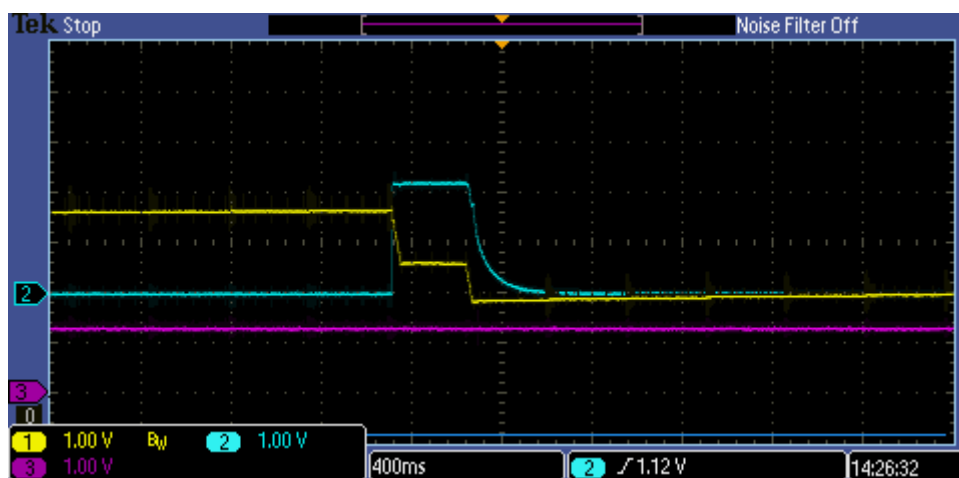 Tek Stop Noise Filter Off
2
3
0
1 1.00 V BW 2 1.00 V
3 1.00 V 400ms 2 1.12 V 14:26:32